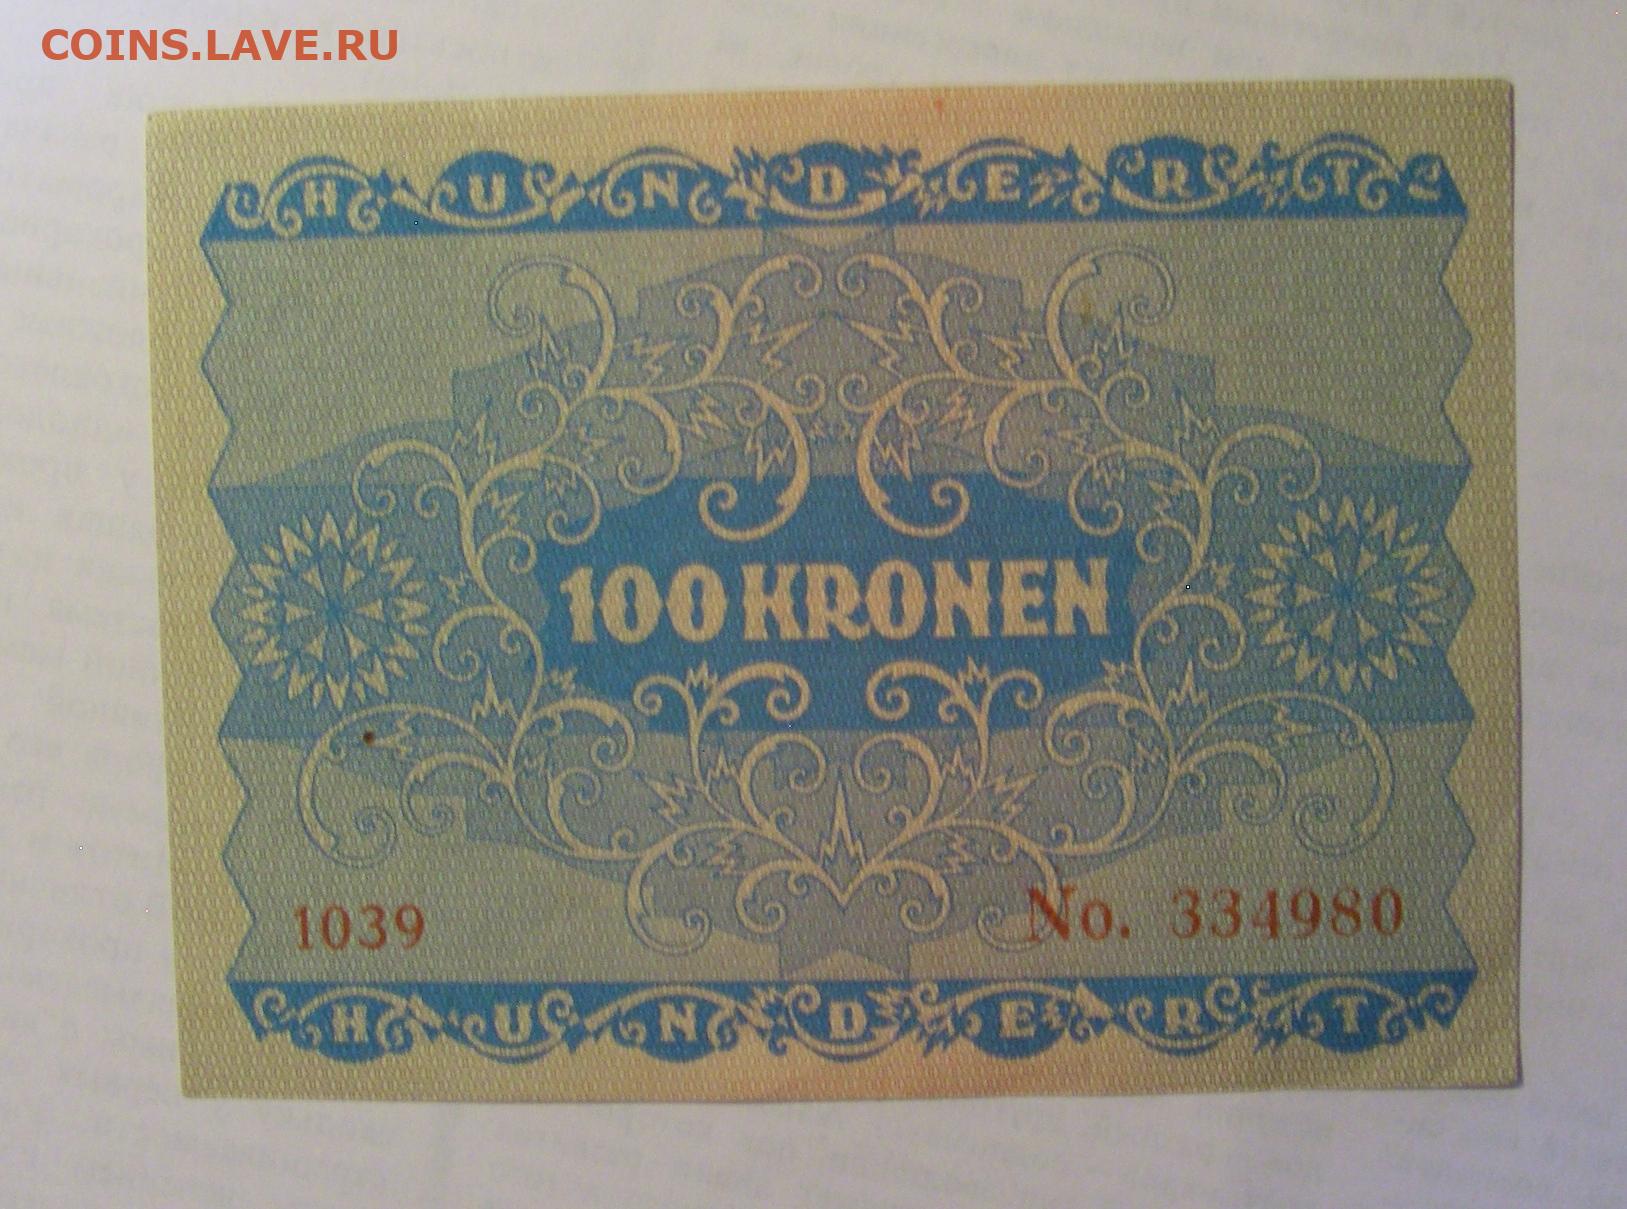 COINS.LAVE.RU
HUNDERT
100 KRONEN
1039 No. 334980
HUNDERT